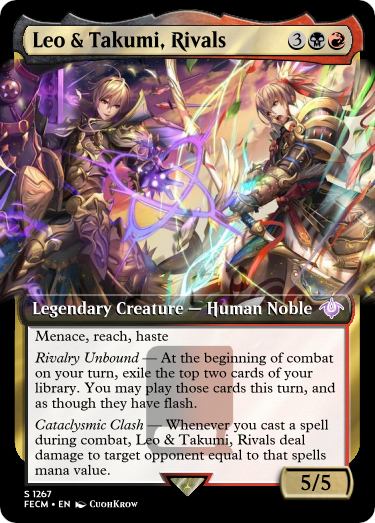 Leo & Takumi, Rivals 3
Legendary Creature — Human Noble
Menace, reach, haste
Rivalry Unbound — At the beginning of combat
on your turn, exile the top two cards of your
library. You may play those cards this turn, and
as though they have flash.
Cataclysmic Clash — Whenever you cast a spell
during combat, Leo & Takumi, Rivals deal
damage to target opponent equal to that spells
mana value.
5/5
S 1267
FECM • EN CuohKrow